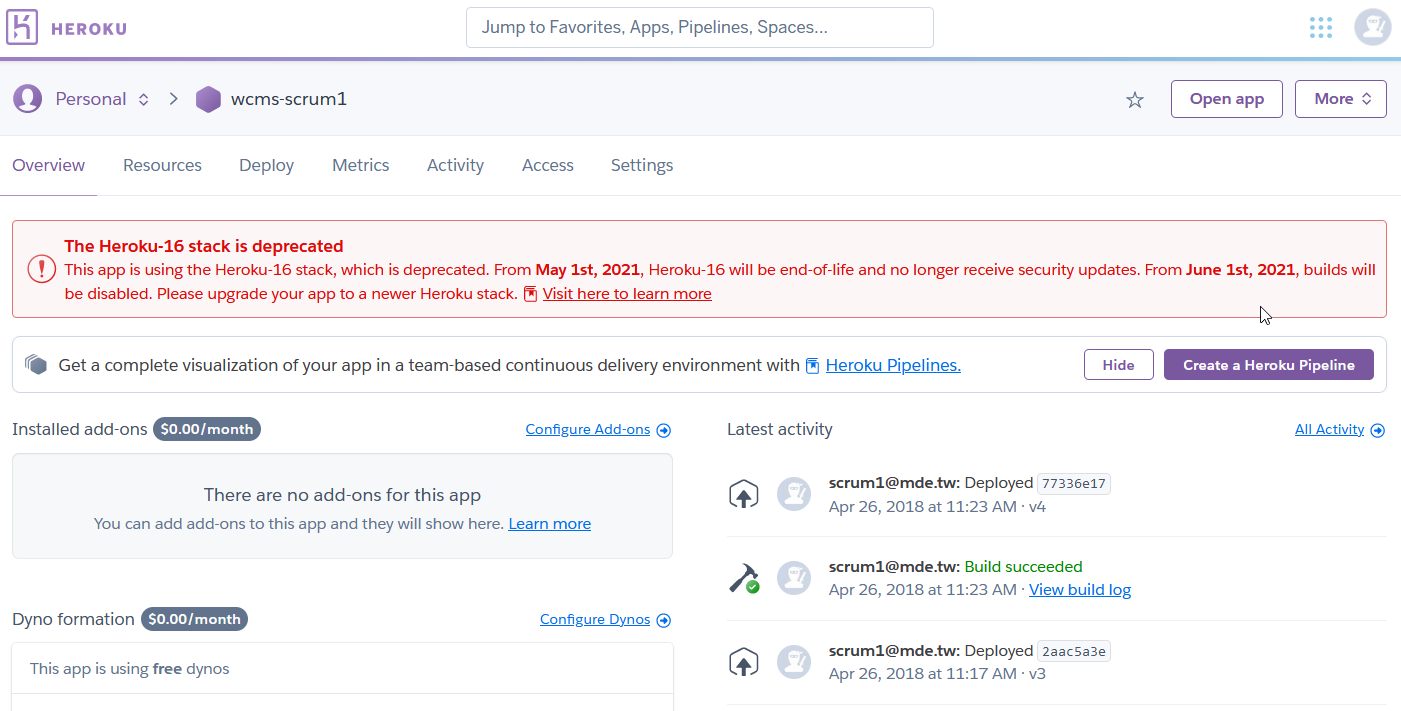 HEROKU
Jump to Favorites, Apps, Pipelines, Spaces...
Personal
wcms-scrum1
Open app
More
Overview
Resources
Deploy
Metrics
Activity
Access
Settings
The Heroku-16 stack is deprecated
This app is using the Heroku-16 stack, which is deprecated. From May 1st, 2021, Heroku-16 will be end-of-life and no longer receive security updates. From June 1st, 2021, builds will
be disabled. Please upgrade your app to a newer Heroku stack. Visit here to learn more
Get a complete visualization of your app in a team-based continuous delivery environment with Heroku Pipelines.
Hide
Create a Heroku Pipeline
Installed add-ons $0.00/month
Configure Add-ons
There are no add-ons for this app
You can add add-ons to this app and they will show here. Learn more
Dyno formation $0.00/month
Configure Dynos
This app is using free dynos
Latest activity
All Activity
scrum1@mde.tw: Deployed 77336e17
Apr 26, 2018 at 11:23 AM · v4
scrum1@mde.tw: Build succeeded
Apr 26, 2018 at 11:23 AM · View build log
scrum1@mde.tw: Deployed 2aac5a3e
Apr 26, 2018 at 11:17 AM · v3